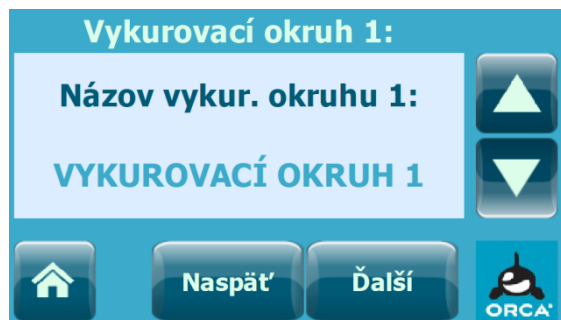 Vykurovací okruh 1:
Názov vykur. okruhu 1:
VYKUROVACÍ OKRUH 1
Naspäť
Ďalší
ORCA